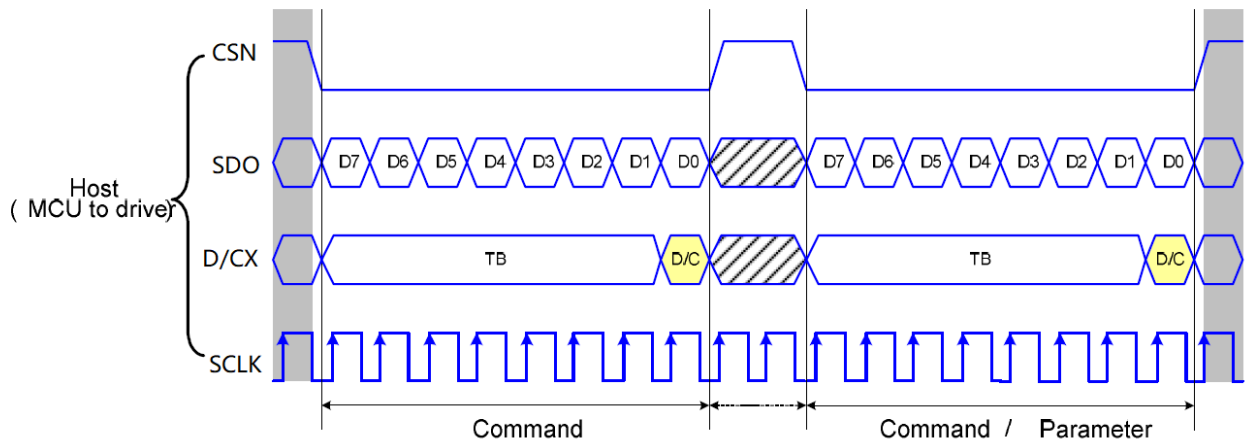 CSN
SDO D7 D6 D5 D4 D3 D2 D1 D0 D7 D6 D5 D4 D3 D2 D1 D0
Host
( MCU to driver)
D/CX TB D/C TB D/C
SCLK
Command Command / Parameter